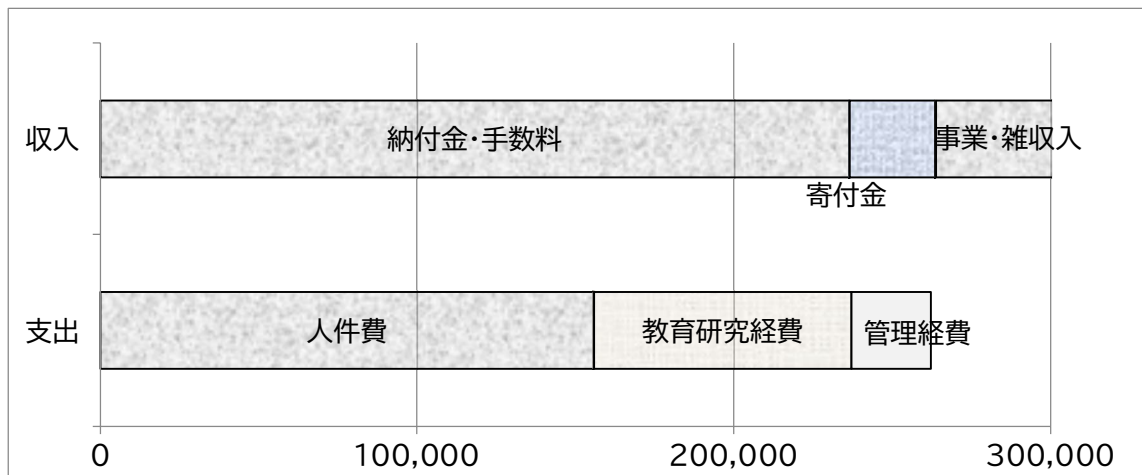 収入
納付金・手数料
寄付金
事業・雑収入
支出
人件費
教育研究経費
管理経費
0
100,000
200,000
300,000